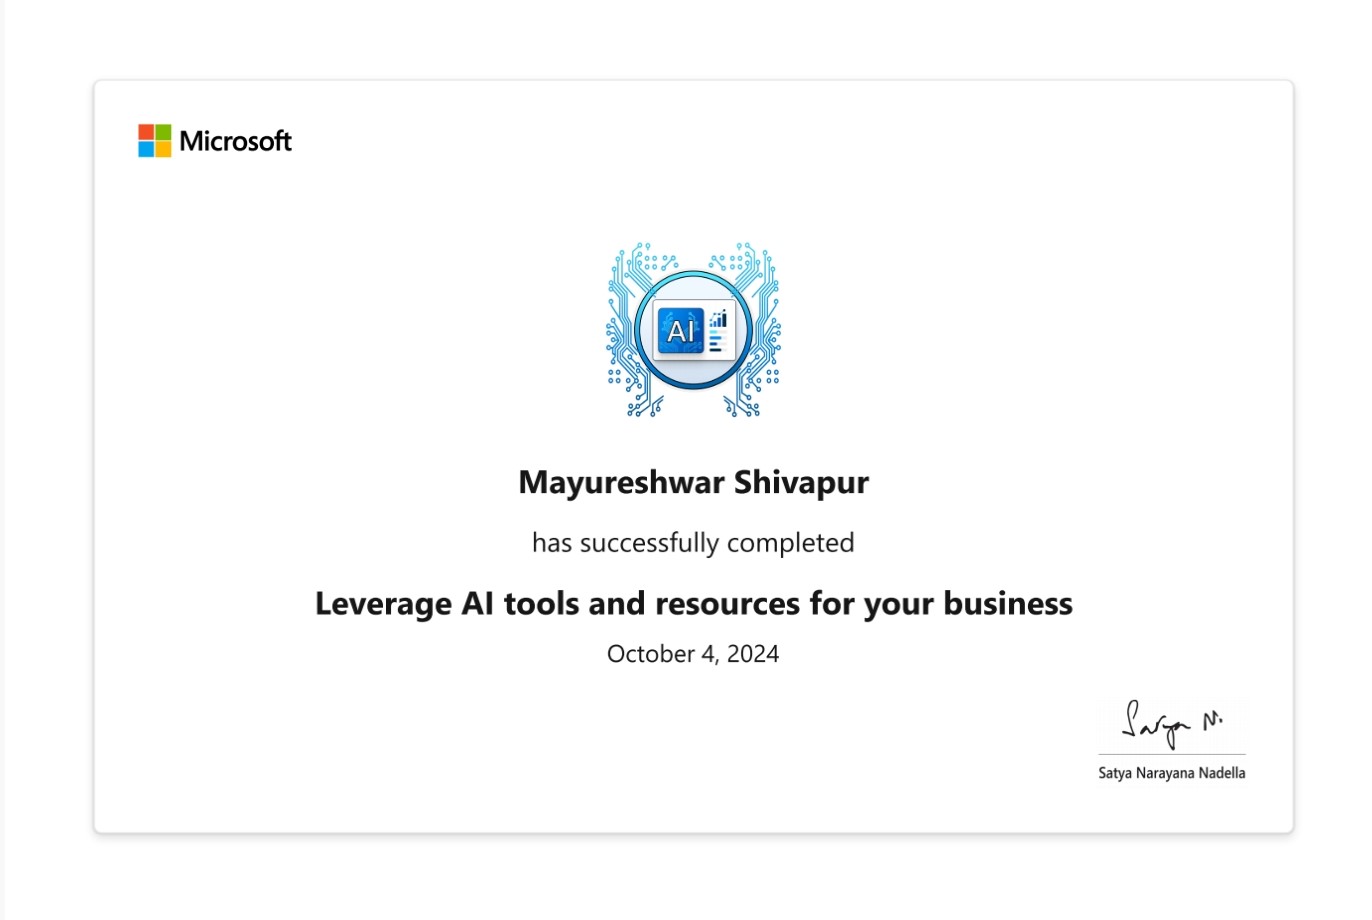 Microsoft
AI
Mayureshwar Shivapur
has successfully completed
Leverage AI tools and resources for your business
October 4, 2024
Satya N.
Satya Narayana Nadella